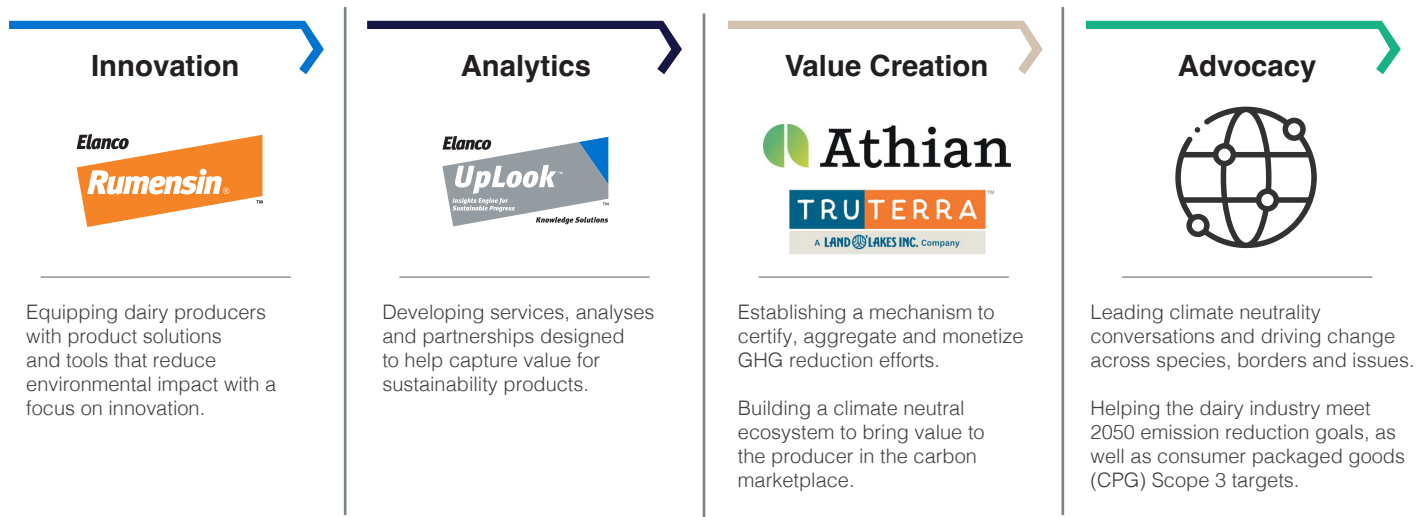 Innovation
Elanco
Rumensin®
™
Equipping dairy producers
with product solutions
and tools that reduce
environmental impact with a
focus on innovation.
Analytics
Elanco
UpLook™
Insights Engine for
Sustainable Progress
™
Knowledge Solutions
Developing services, analyses
and partnerships designed
to help capture value for
sustainability products.
Value Creation
Athian
TRUTERRA™
A LAND O LAKES INC. Company
Establishing a mechanism to
certify, aggregate and monetize
GHG reduction efforts.
Building a climate neutral
ecosystem to bring value to
the producer in the carbon
marketplace.
Advocacy
Leading climate neutrality
conversations and driving change
across species, borders and issues.
Helping the dairy industry meet
2050 emission reduction goals, as
well as consumer packaged goods
(CPG) Scope 3 targets.